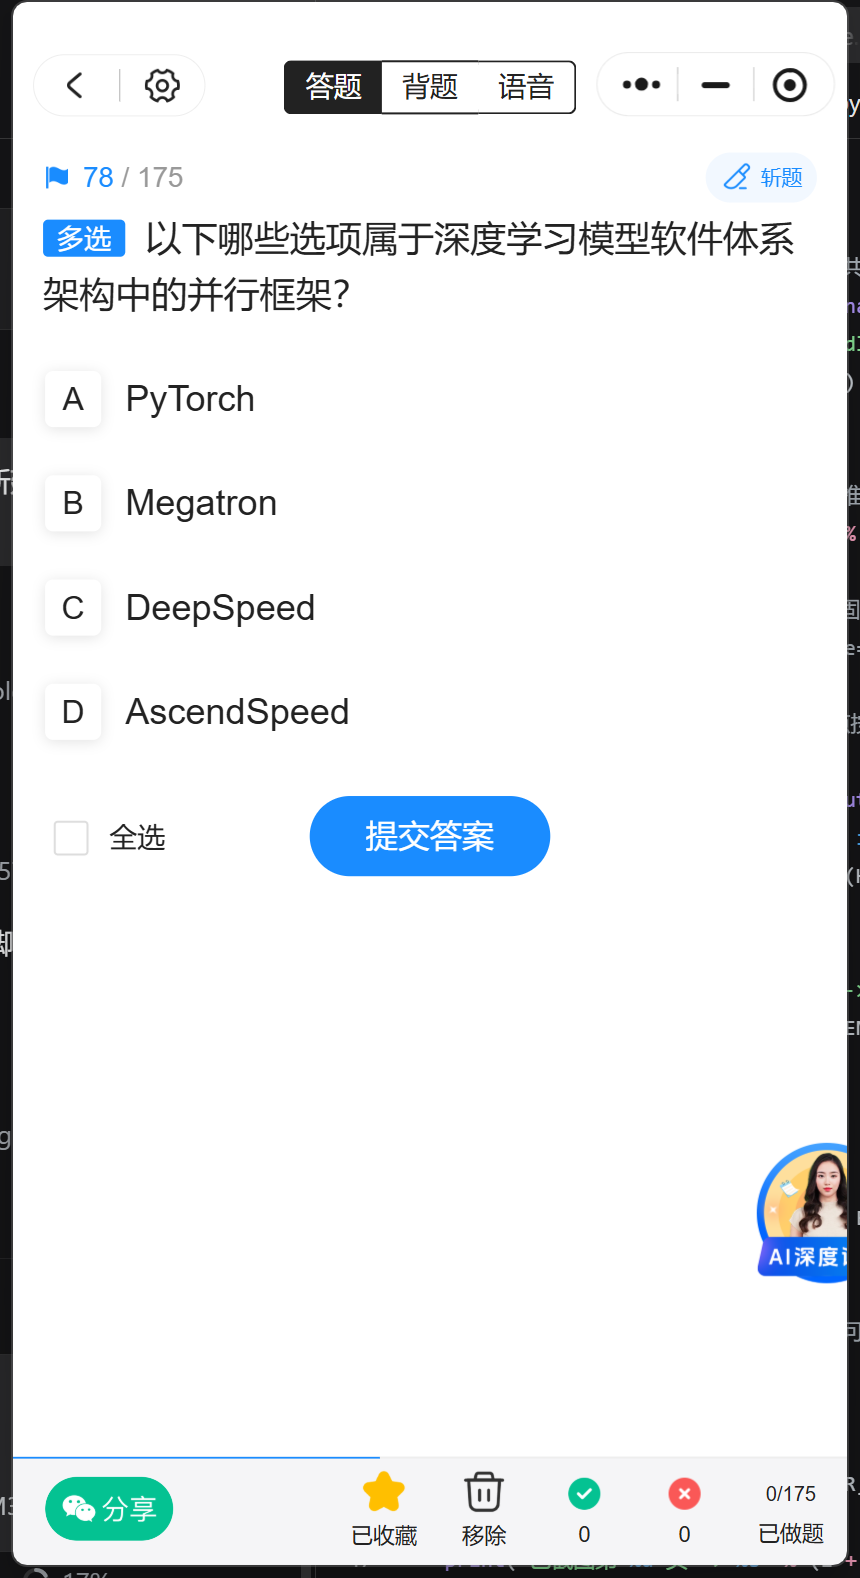 答题 背题 语音
78 / 175
斩题
多选 以下哪些选项属于深度学习模型软件体系
架构中的并行框架?
A PyTorch
B Megatron
C DeepSpeed
D AscendSpeed
全选
提交答案
AI深度
分享
已收藏
移除
0
0
0/175
已做题
17%